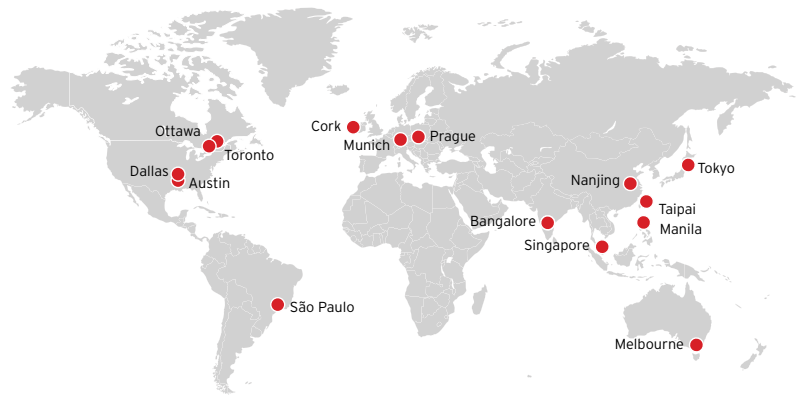 Ottawa
Toronto
Dallas
Austin
São Paulo
Cork
Munich
Prague
Nanjing
Tokyo
Taipai
Manila
Bangalore
Singapore
Melbourne